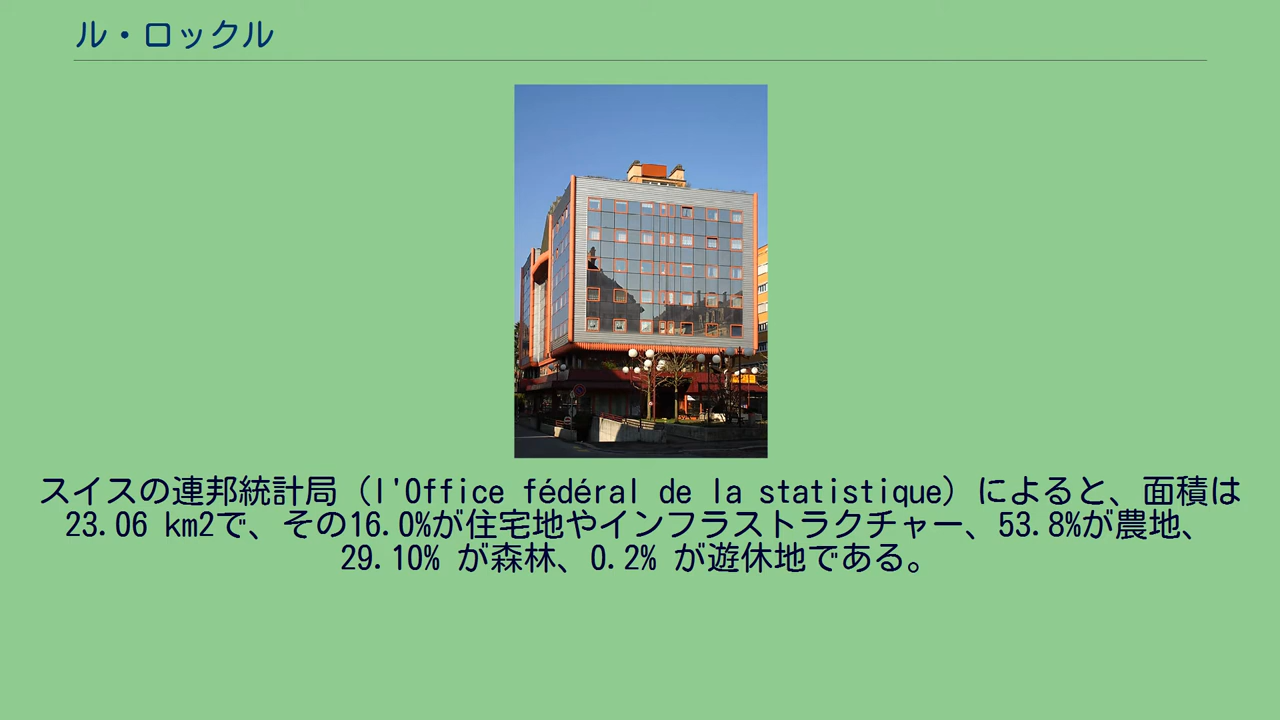 ル・ロックル
スイスの連邦統計局（l'Office fédéral de la statistique）によると、面積は
23.06 km2で、その16.0%が住宅地やインフラストラクチャー、53.8%が農地、
29.10% が森林、0.2% が遊休地である。